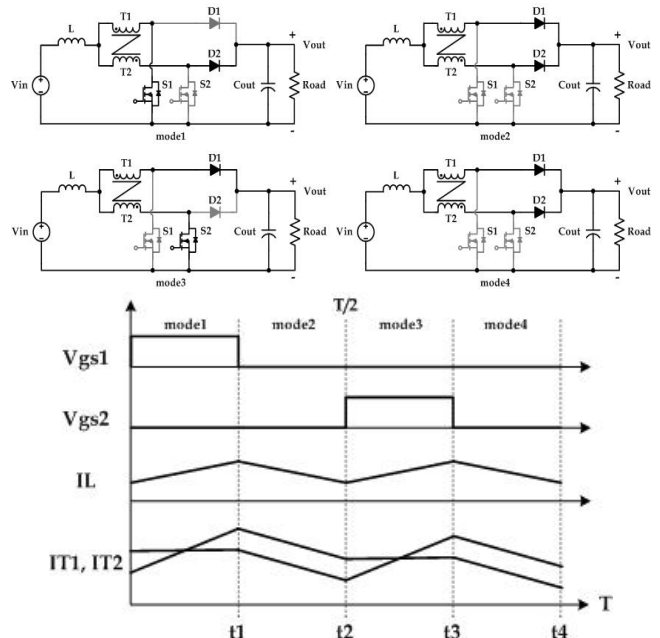 T1 D1
L T2 D2 + Vout
Vin S1 S2 Cout Road
-
mode1
T1 D1
L T2 D2 + Vout
Vin S1 S2 Cout Road
-
mode2
T1 D1
L T2 D2 + Vout
Vin S1 S2 Cout Road
-
mode3
T1 D1
L T2 D2 + Vout
Vin S1 S2 Cout Road
-
mode4
T/2
mode1 mode2 mode3 mode4
Vgs1
Vgs2
IL
IT1, IT2
T
t1 t2 t3 t4